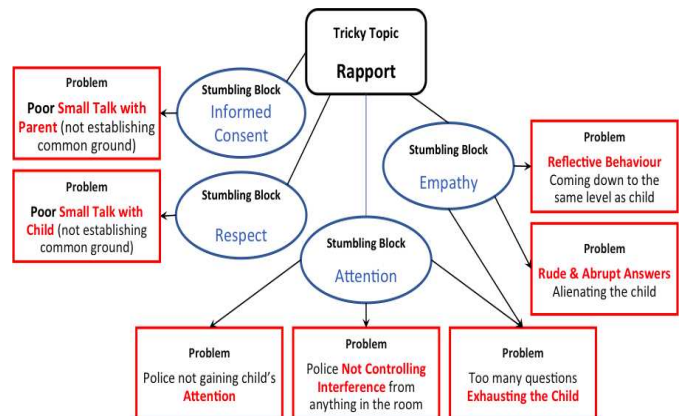 Tricky Topic
Rapport
Problem
Poor Small Talk with
Parent (not establishing
common ground)
Stumbling Block
Informed
Consent
Stumbling Block
Empathy
Problem
Reflective Behaviour
Coming down to the
same level as child
Problem
Poor Small Talk with
Child (not establishing
common ground)
Stumbling Block
Respect
Stumbling Block
Attention
Problem
Rude & Abrupt Answers
Alienating the child
Problem
Police not gaining child's
Attention
Problem
Police Not Controlling
Interference from
anything in the room
Problem
Too many questions
Exhausting the Child